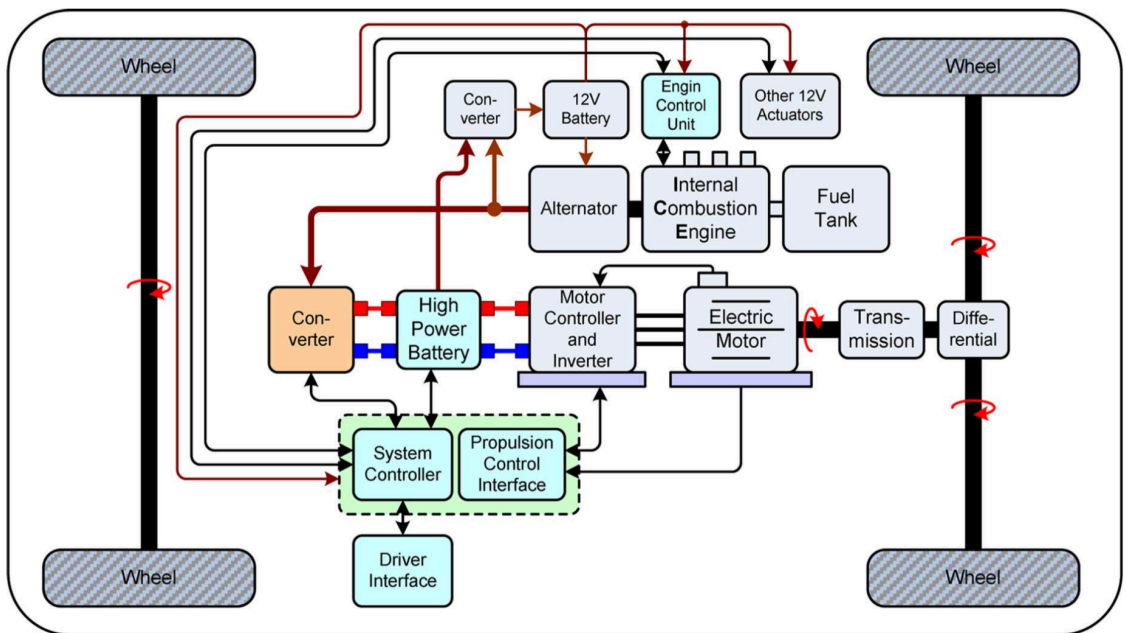 Wheel
Wheel
Con-
verter
12V
Battery
Engin
Control
Unit
Other 12V
Actuators
Alternator
Internal
Combustion
Engine
Fuel
Tank
Con-
verter
High
Power
Battery
Motor
Controller
and
Inverter
Electric
Motor
Trans-
mission
Diffe-
rential
System
Controller
Propulsion
Control
Interface
Driver
Interface
Wheel
Wheel